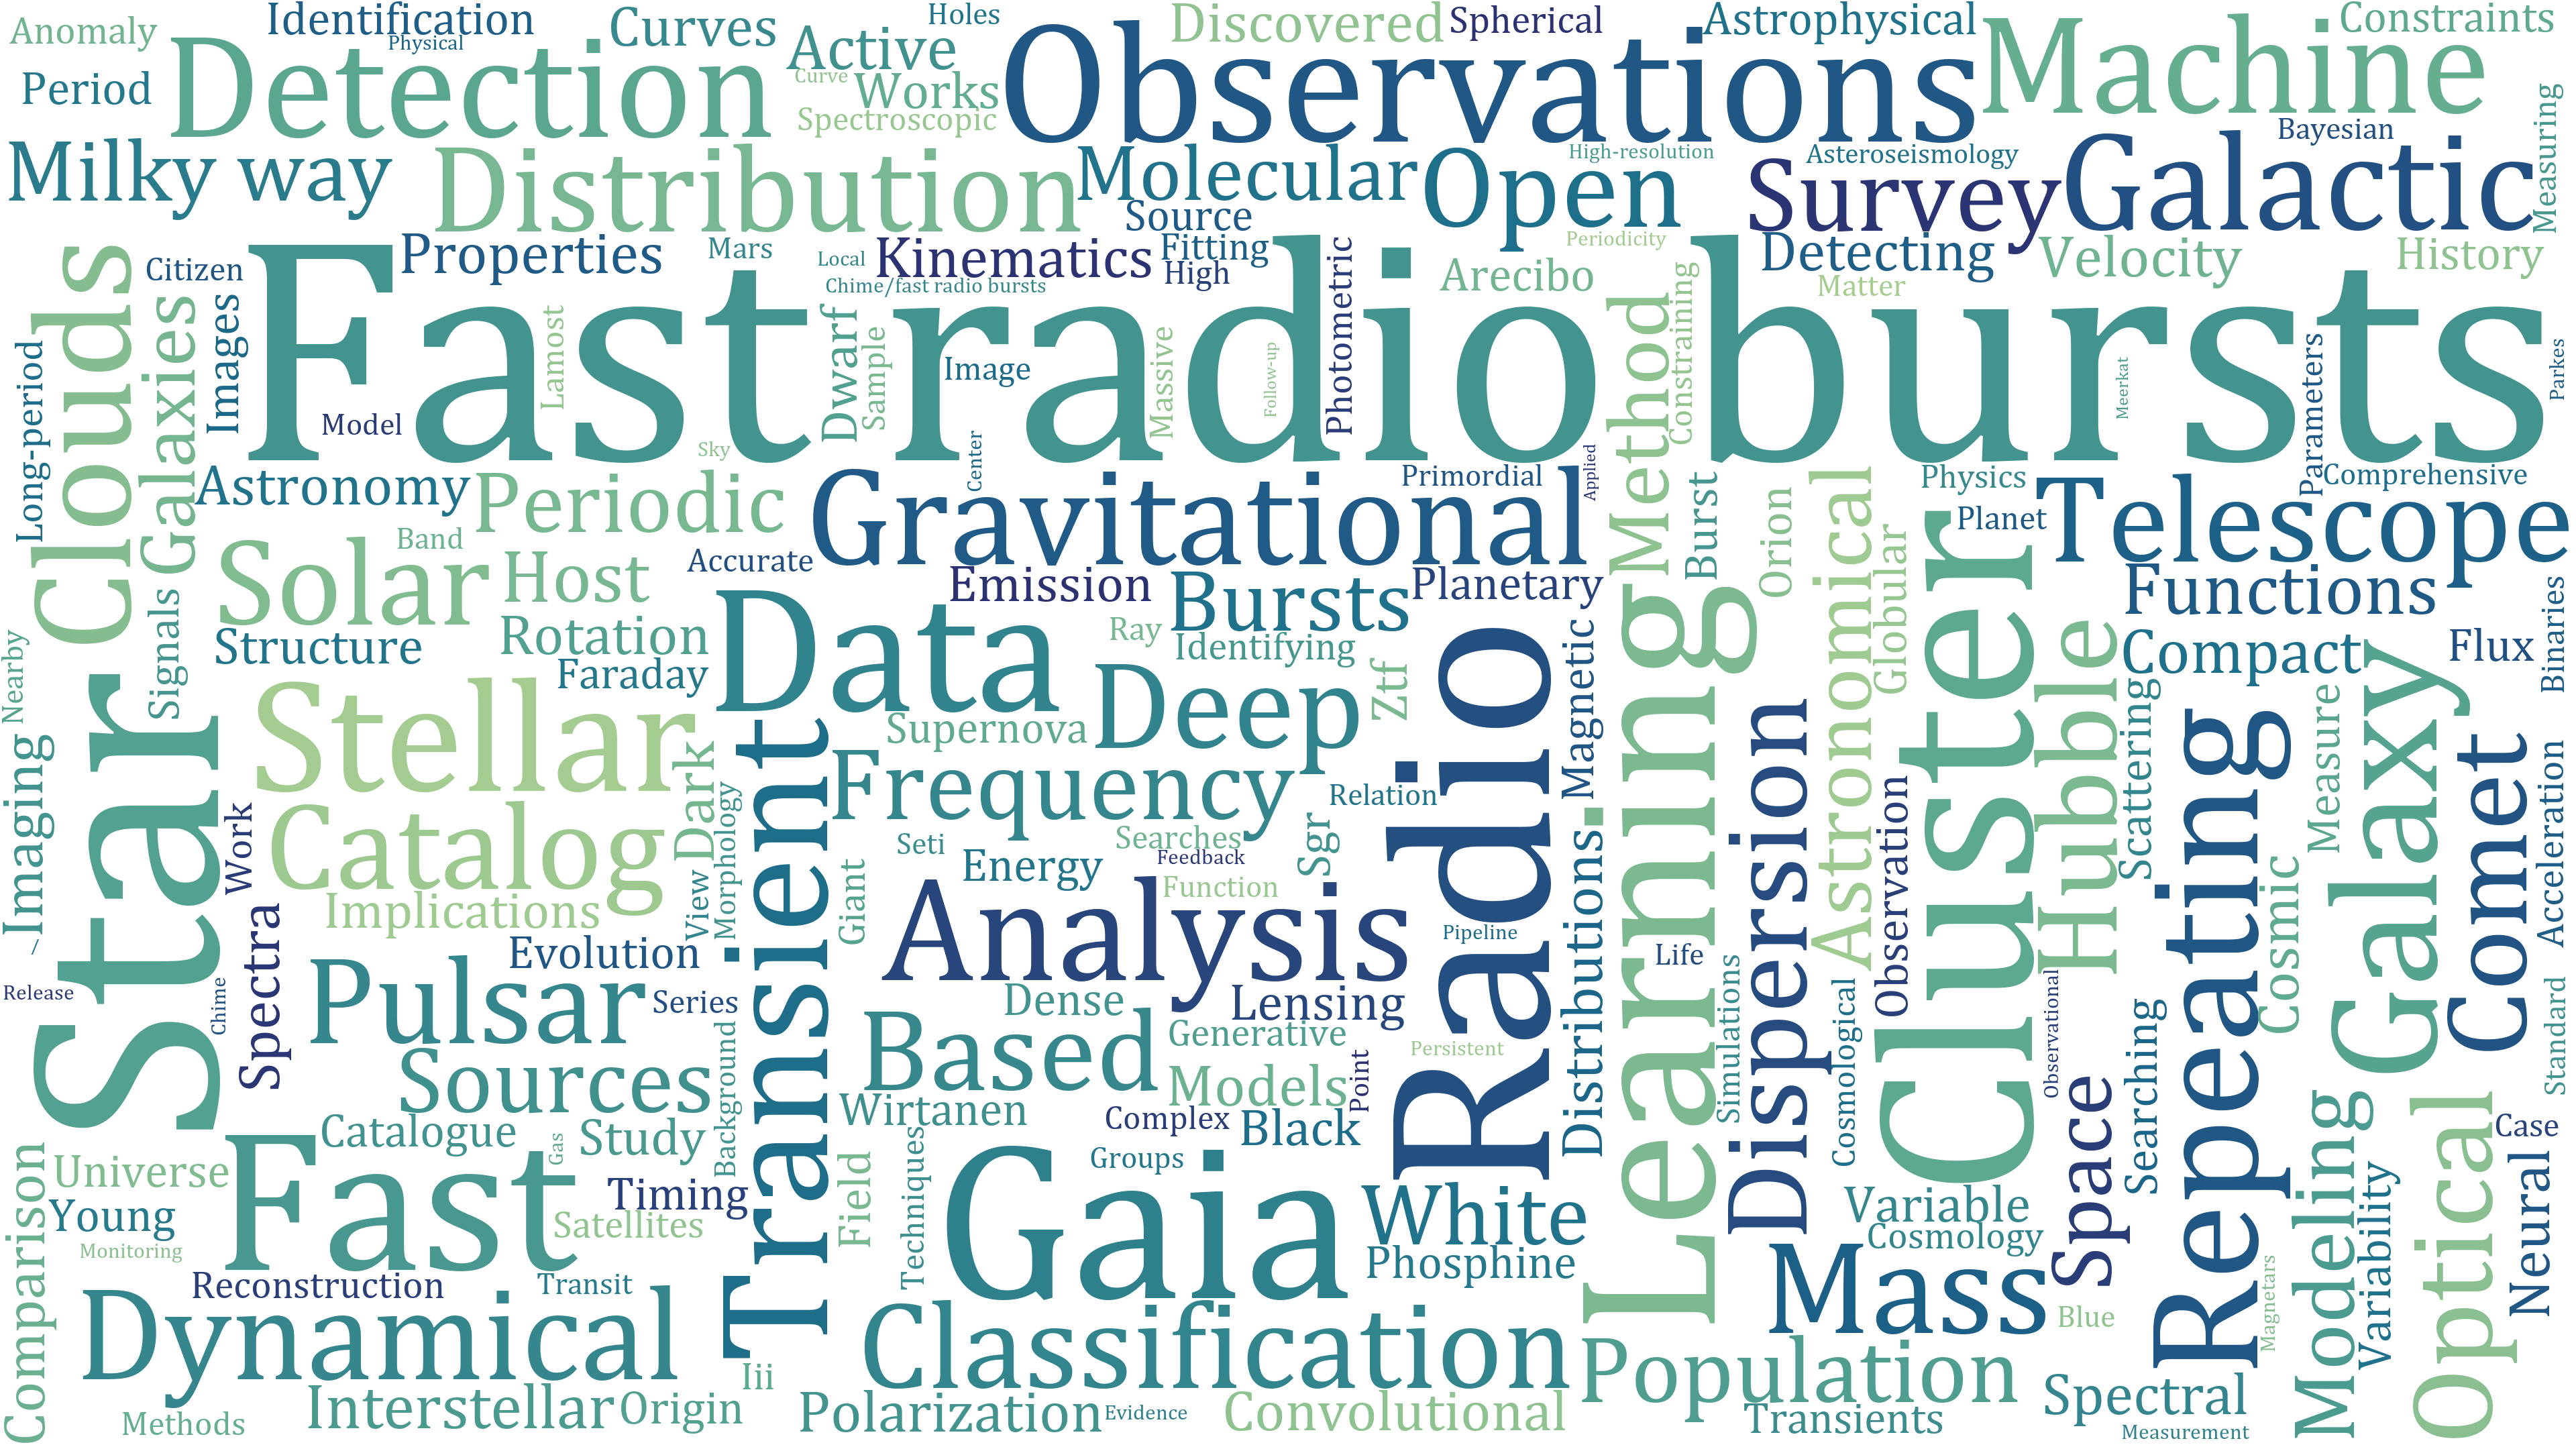 Anomaly
Identification
Physical
Curves
Holes
Active
Discovered
Spherical
Astrophysical
Constraints
Period
Detection
Curve
Works
Spectroscopic
Observations
Machine
Measuring
Milky way
Distribution
Molecular
Source
Open
High-resolution
Asteroseismology
Bayesian
Survey
Galactic
Clouds
Citizen
Properties
Mars
Local
Kinematics
Fitting
High
Chime/fast radio bursts
Periodicity
Arecibo
Detecting
Matter
Velocity
History
Fast radio bursts
Long-period
Galaxies
Images
Model
Lamost
Sky
Dwarf
Sample
Image
Massive
Follow-up
Photometric
Method
Constraining
Meerkat
Parameters
Parkes
Astronomy
Periodic
Center
Gravitational
Primordial
Applied
Burst
Orion
Astronomical
Physics
Planet
Telescope
Comprehensive
Band
Solar
Host
Accurate
Emission
Bursts
Planetary
Globular
Functions
Binaries
Signals
Nearby
Structure
Rotation
Faraday
Data
Ray
Identifying
Ztf
Radio
Magnetic
Learning
Cluster
Hubble
Compact
Flux
Star
Stellar
Supernova
Deep
Dispersion
Scattering
Repeating
Measure
Galaxy
Comet
Acceleration
Imaging
Work
Catalog
Dark
View
Morphology
Transient
Frequency
Relation
Seti
Searches
Feedback
Energy
Function
Sgr
Distributions
Observation
Implications
Giant
Analysis
Pipeline
Life
Cosmic
Spectra
Evolution
Release
Chime
Pulsar
Series
Dense
Lensing
Generative
Simulations
Cosmological
Observational
Searching
Standard
Sources
Background
Based
Models
Persistent
Point
Space
Catalogue
Study
Gas
Wirtanen
Complex
Black
Modeling
Optical
Case
Comparison
Universe
Young
Monitoring
Fast
Timing
Satellites
Field
Techniques
Groups
Gaia
White
Phosphine
Variable
Cosmology
Variability
Neural
Reconstruction
Transit
Dynamical
Iii
Classification
Mass
Blue
Magnetars
Population
Methods
Interstellar
Origin
Polarization
Evidence
Convolutional
Transients
Spectral
Measurement